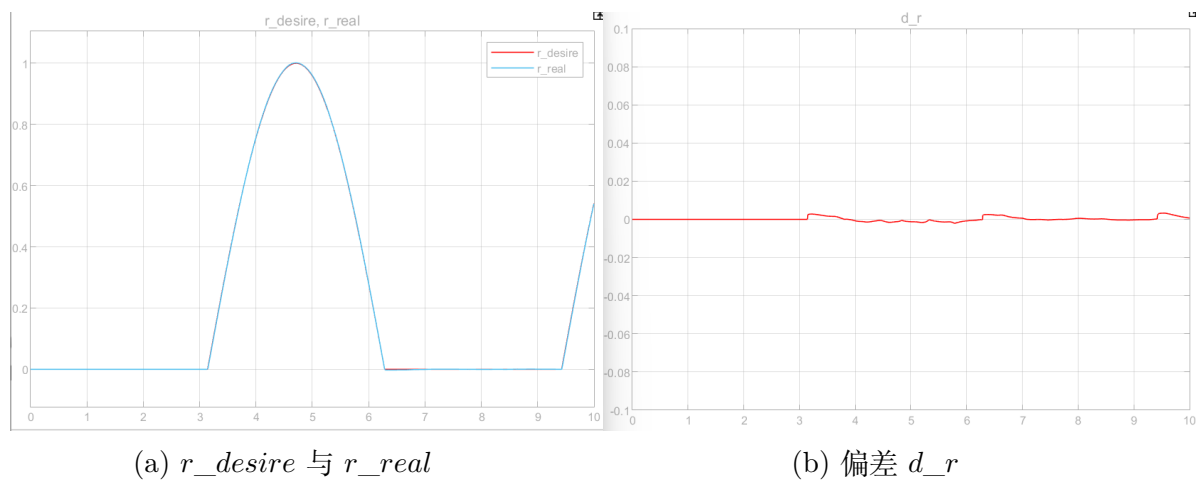 r_desire, r_real
r_desire
r_real
1
0.8
0.6
0.4
0.2
0
0 1 2 3 4 5 6 7 8 9 10
(a) r_desire 与 r_real
d_r
0.1
0.08
0.06
0.04
0.02
0
-0.02
-0.04
-0.06
-0.08
-0.1
0 1 2 3 4 5 6 7 8 9 10
(b) 偏差 d_r